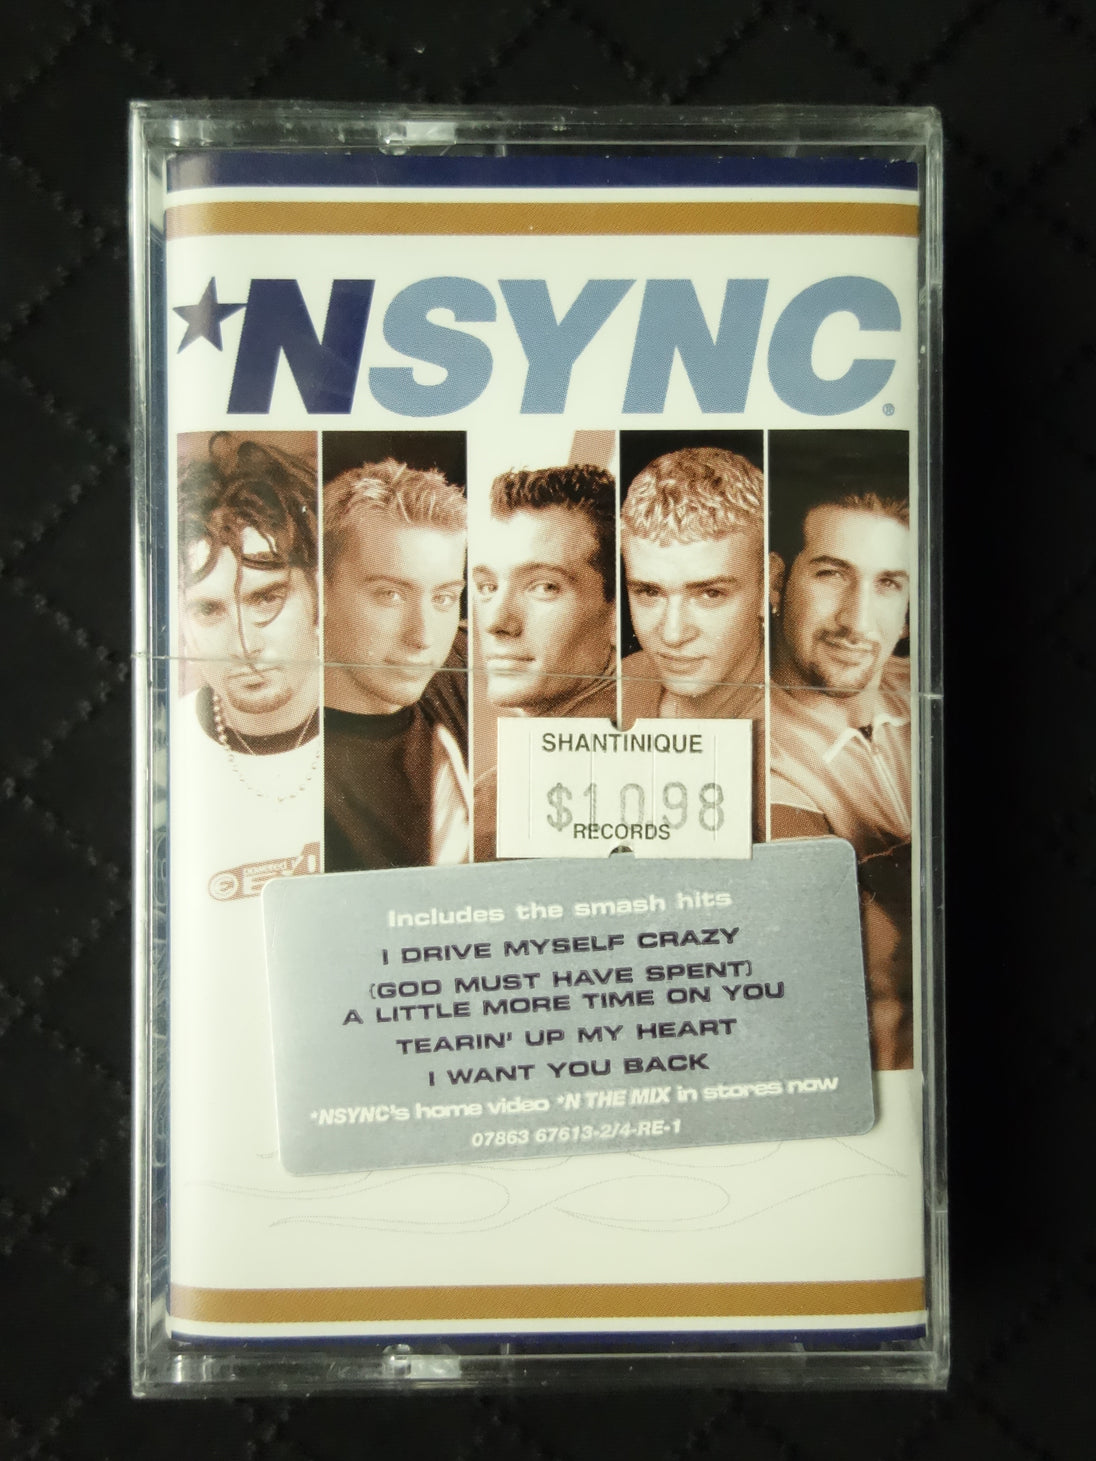 *NSYNC®
SHANTINIQUE
$10.98
RECORDS
Includes the smash hits
I DRIVE MYSELF CRAZY
(GOD MUST HAVE SPENT)
A LITTLE MORE TIME ON YOU
TEARIN' UP MY HEART
I WANT YOU BACK
*NSYNC's home video *N THE MIX in stores now
07863 67613-2/4-RE-1